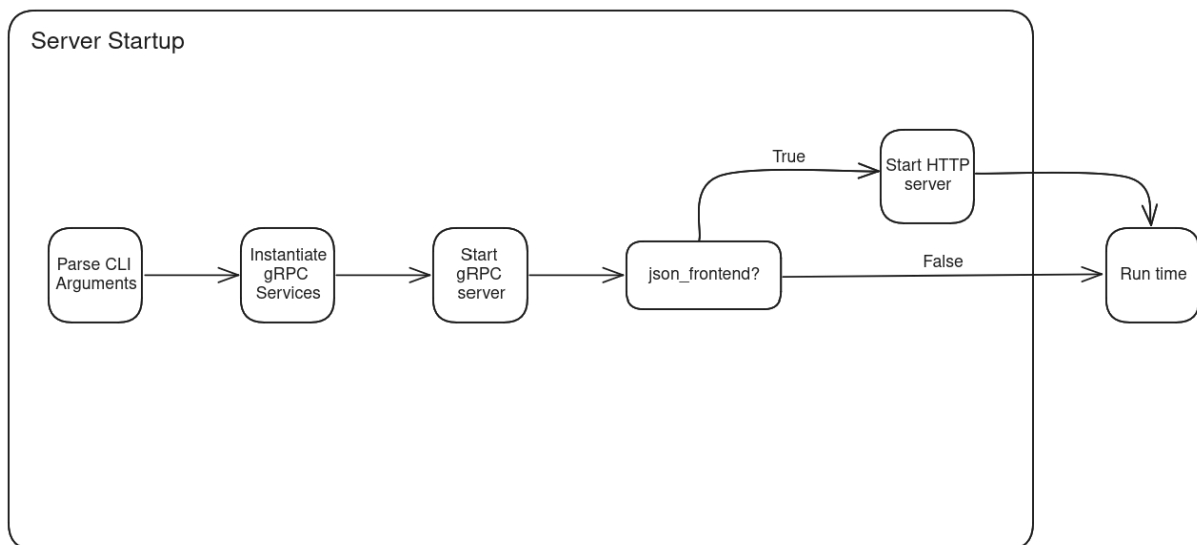 Server Startup
Parse CLI
Arguments
Instantiate
gRPC
Services
Start
gRPC
server
json_frontend?
True
Start HTTP
server
False
Run time